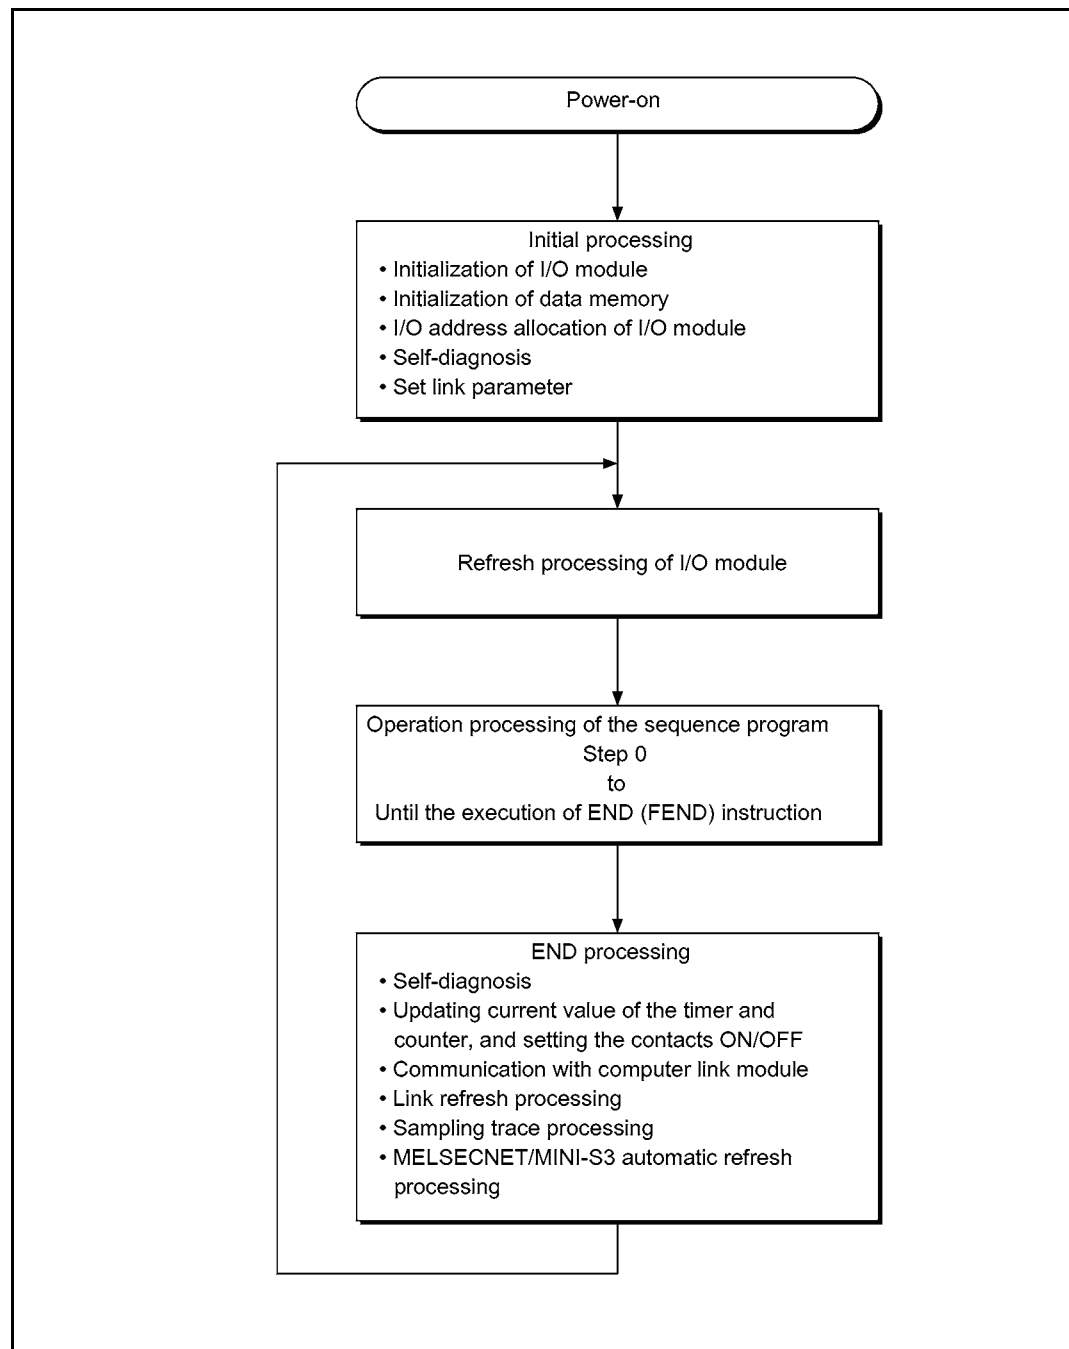 Power-on
Initial processing
• Initialization of I/O module
• Initialization of data memory
• I/O address allocation of I/O module
• Self-diagnosis
• Set link parameter
Refresh processing of I/O module
Operation processing of the sequence program
Step 0
to
Until the execution of END (FEND) instruction
END processing
• Self-diagnosis
• Updating current value of the timer and
counter, and setting the contacts ON/OFF
• Communication with computer link module
• Link refresh processing
• Sampling trace processing
• MELSECNET/MINI-S3 automatic refresh
processing